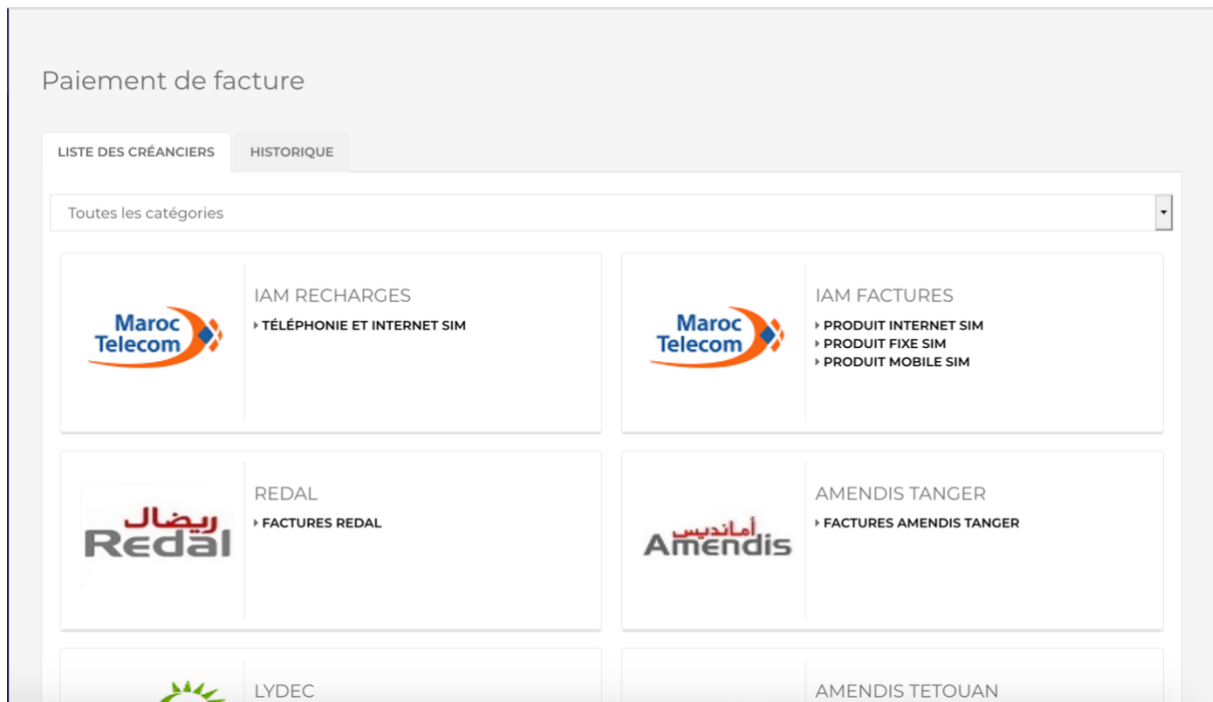 Paiement de facture
LISTE DES CRÉANCIERS
HISTORIQUE
Toutes les catégories
Maroc
Telecom
IAM RECHARGES
TÉLÉPHONIE ET INTERNET SIM
Maroc
Telecom
IAM FACTURES
PRODUIT INTERNET SIM
PRODUIT FIXE SIM
PRODUIT MOBILE SIM
ريضال
Redal
REDAL
FACTURES REDAL
أمانديس
Amendis
AMENDIS TANGER
FACTURES AMENDIS TANGER
LYDEC
AMENDIS TETOUAN